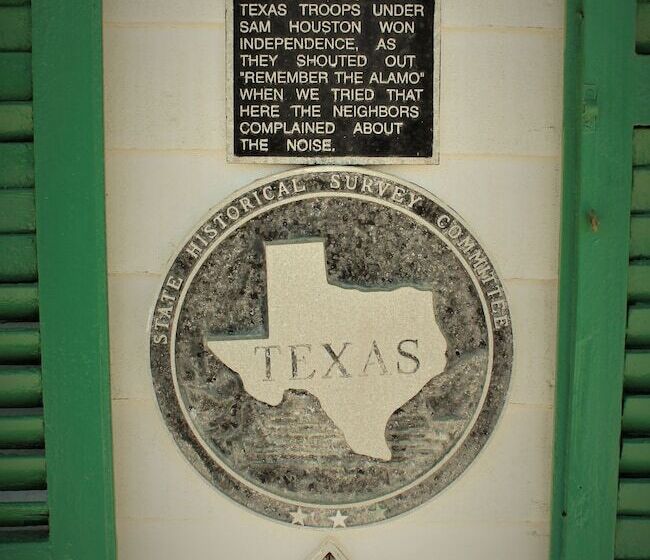 TEXAS TROOPS UNDER
SAM HOUSTON WON
INDEPENDENCE, AS
THEY SHOUTED OUT
"REMEMBER THE ALAMO"
WHEN WE TRIED THAT
HERE THE NEIGHBORS
COMPLAINED ABOUT
THE NOISE.
STATE HISTORICAL SURVEY COMMITTEE
TEXAS